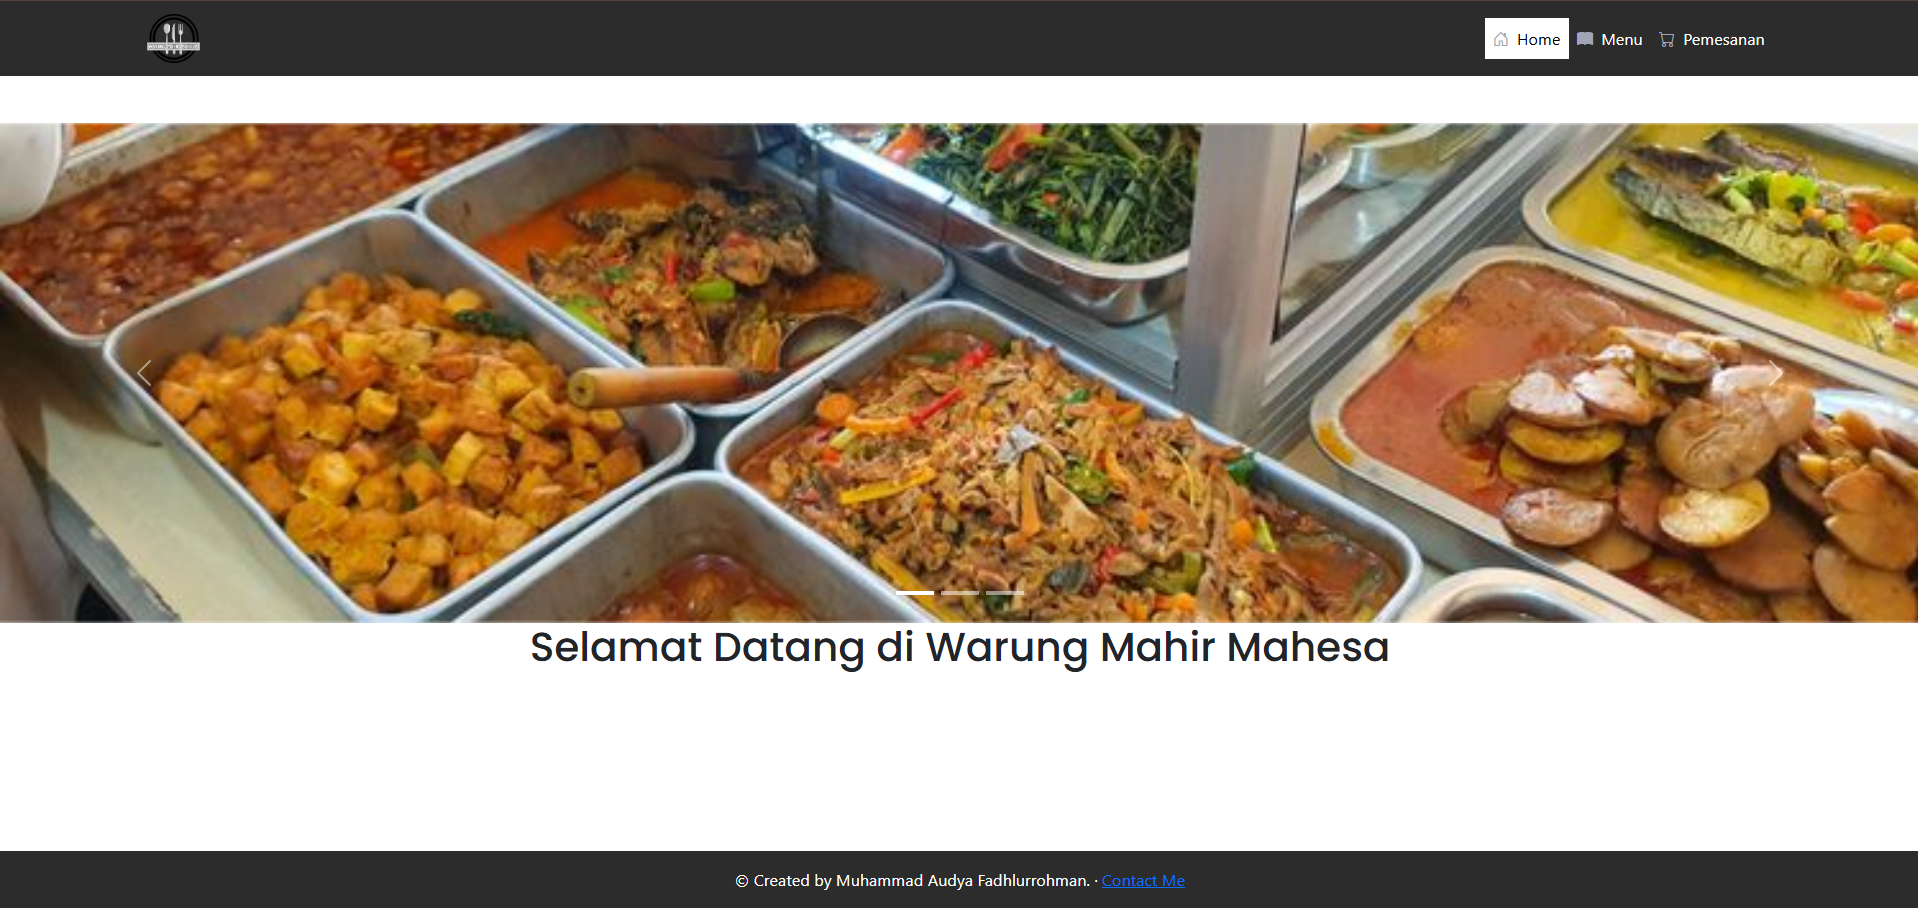 Home Menu Pemesanan
Selamat Datang di Warung Mahir Mahesa
© Created by Muhammad Audya Fadhlurrohman. · Contact Me